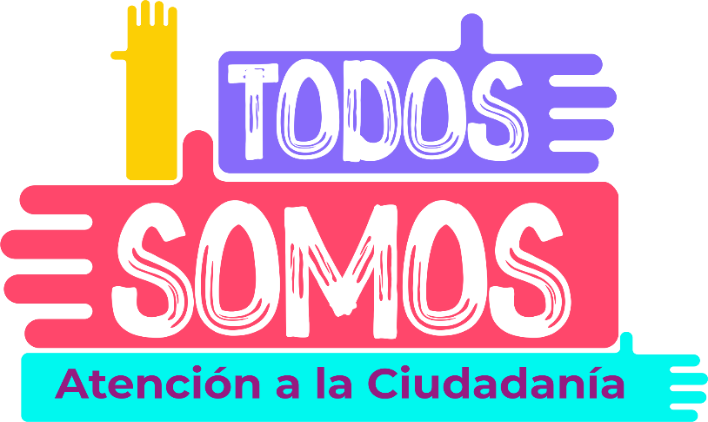 TODOS
SOMOS
Atención a la Ciudadanía